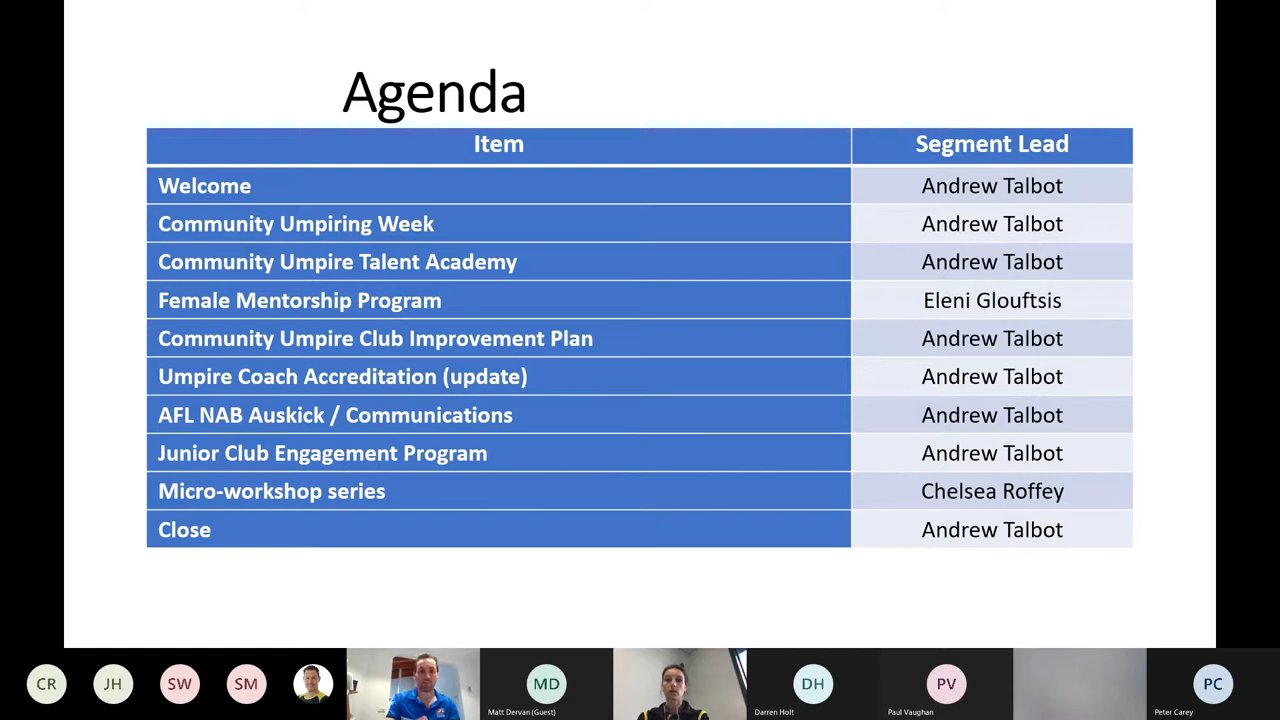 Agenda
Item Segment Lead
Welcome Andrew Talbot
Community Umpiring Week Andrew Talbot
Community Umpire Talent Academy Andrew Talbot
Female Mentorship Program Eleni Glouftsis
Community Umpire Club Improvement Plan Andrew Talbot
Umpire Coach Accreditation (update) Andrew Talbot
AFL NAB Auskick / Communications Andrew Talbot
Junior Club Engagement Program Andrew Talbot
Micro-workshop series Chelsea Roffey
Close Andrew Talbot
CR JH SW SM MD DH PV PC
Matt Dervan (Guest) Darren Holt Paul Vaughan Peter Carey